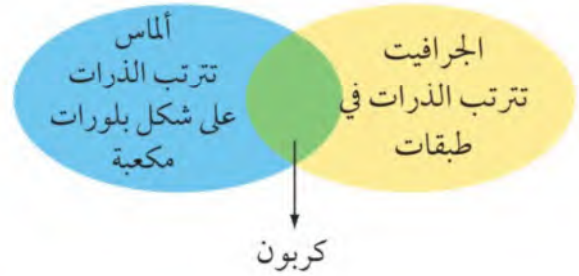 الجرافيت
تترتب الذرات في
طبقات
ألماس
تترتب الذرات
على شكل بلورات
مكعبة
كربون